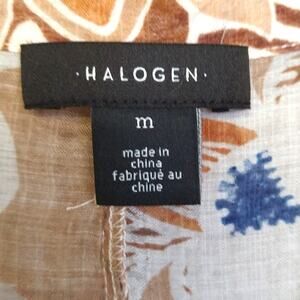 ·HALOGEN·
m
made in
china
fabriqué au
chine